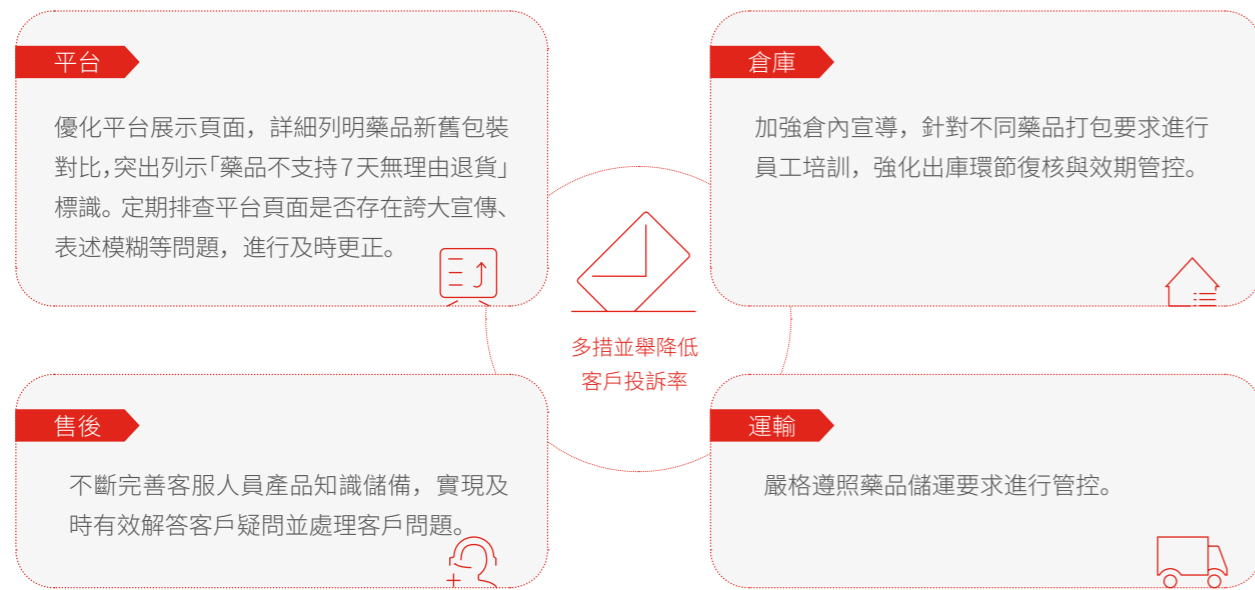 平台
優化平台展示頁面，詳細列明藥品新舊包裝
對比，突出列示「藥品不支持7天無理由退貨」
標識。定期排查平台頁面是否存在誇大宣傳、
表述模糊等問題，進行及時更正。
倉庫
加強倉內宣導，針對不同藥品打包要求進行
員工培訓，強化出庫環節復核與效期管控。
多措並舉降低
客戶投訴率
售後
不斷完善客服人員產品知識儲備，實現及
時有效解答客戶疑問並處理客戶問題。
運輸
嚴格遵照藥品儲運要求進行管控。